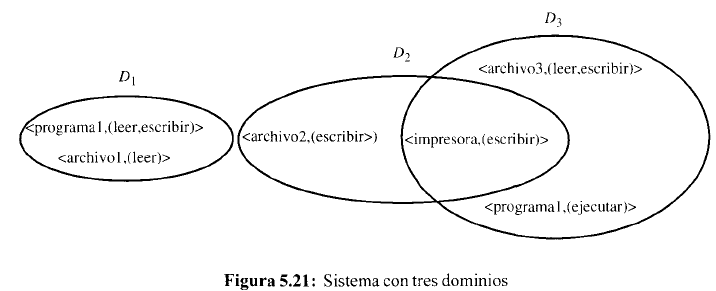 D3
D2
D1
<archivo3,(leer,escribir)>
<programa1,(leer,escribir)>
<archivo1,(leer)>
<archivo2,(escribir>)
<impresora,(escribir)>
<programa1,(ejecutar)>
Figura 5.21: Sistema con tres dominios